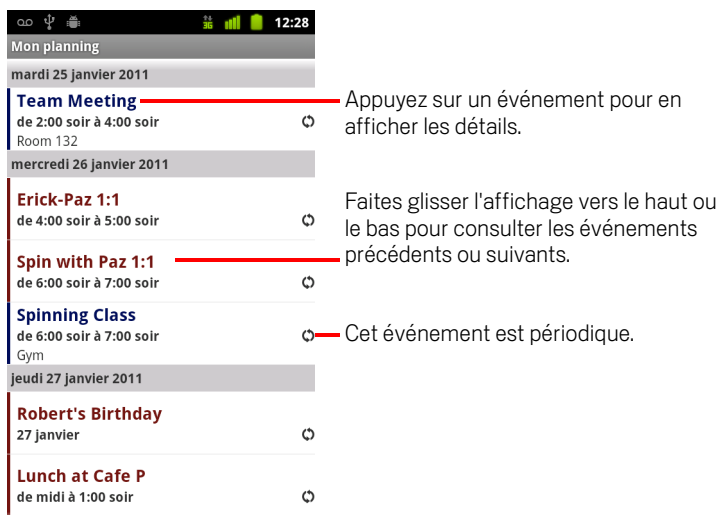 3G 12:28
Mon planning
mardi 25 janvier 2011
Team Meeting
de 2:00 soir à 4:00 soir
Room 132
mercredi 26 janvier 2011
Erick-Paz 1:1
de 4:00 soir à 5:00 soir
Spin with Paz 1:1
de 6:00 soir à 7:00 soir
Spinning Class
de 6:00 soir à 7:00 soir
Gym
jeudi 27 janvier 2011
Robert's Birthday
27 janvier
Lunch at Cafe P
de midi à 1:00 soir
Appuyez sur un événement pour en
afficher les détails.
Faites glisser l'affichage vers le haut ou
le bas pour consulter les événements
précédents ou suivants.
Cet événement est périodique.